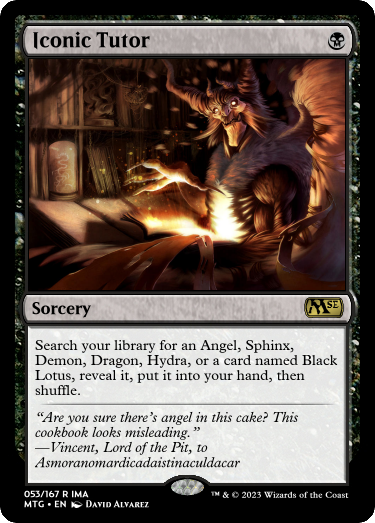 Iconic Tutor
Sorcery
MSE
Search your library for an Angel, Sphinx,
Demon, Dragon, Hydra, or a card named Black
Lotus, reveal it, put it into your hand, then
shuffle.
“Are you sure there’s angel in this cake? This
cookbook looks misleading.”
—Vincent, Lord of the Pit, to
Asmoranomardicadaistinaculdacar
053/167 R IMA
MTG • EN David Alvarez
™ & © 2023 Wizards of the Coast